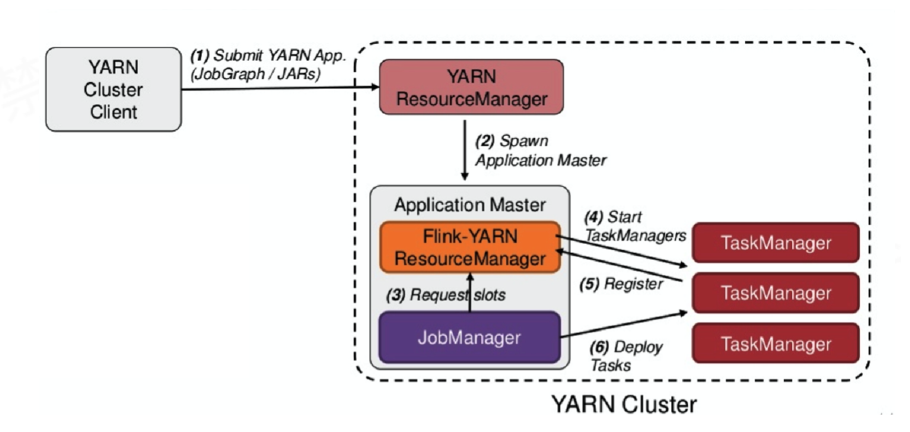 YARN
Cluster
Client
(1) Submit YARN App.
(JobGraph / JARs)
YARN
ResourceManager
(2) Spawn
Application Master
Application Master
Flink-YARN
ResourceManager
(3) Request slots
JobManager
(4) Start
TaskManagers
(5) Register
(6) Deploy
Tasks
TaskManager
TaskManager
TaskManager
YARN Cluster